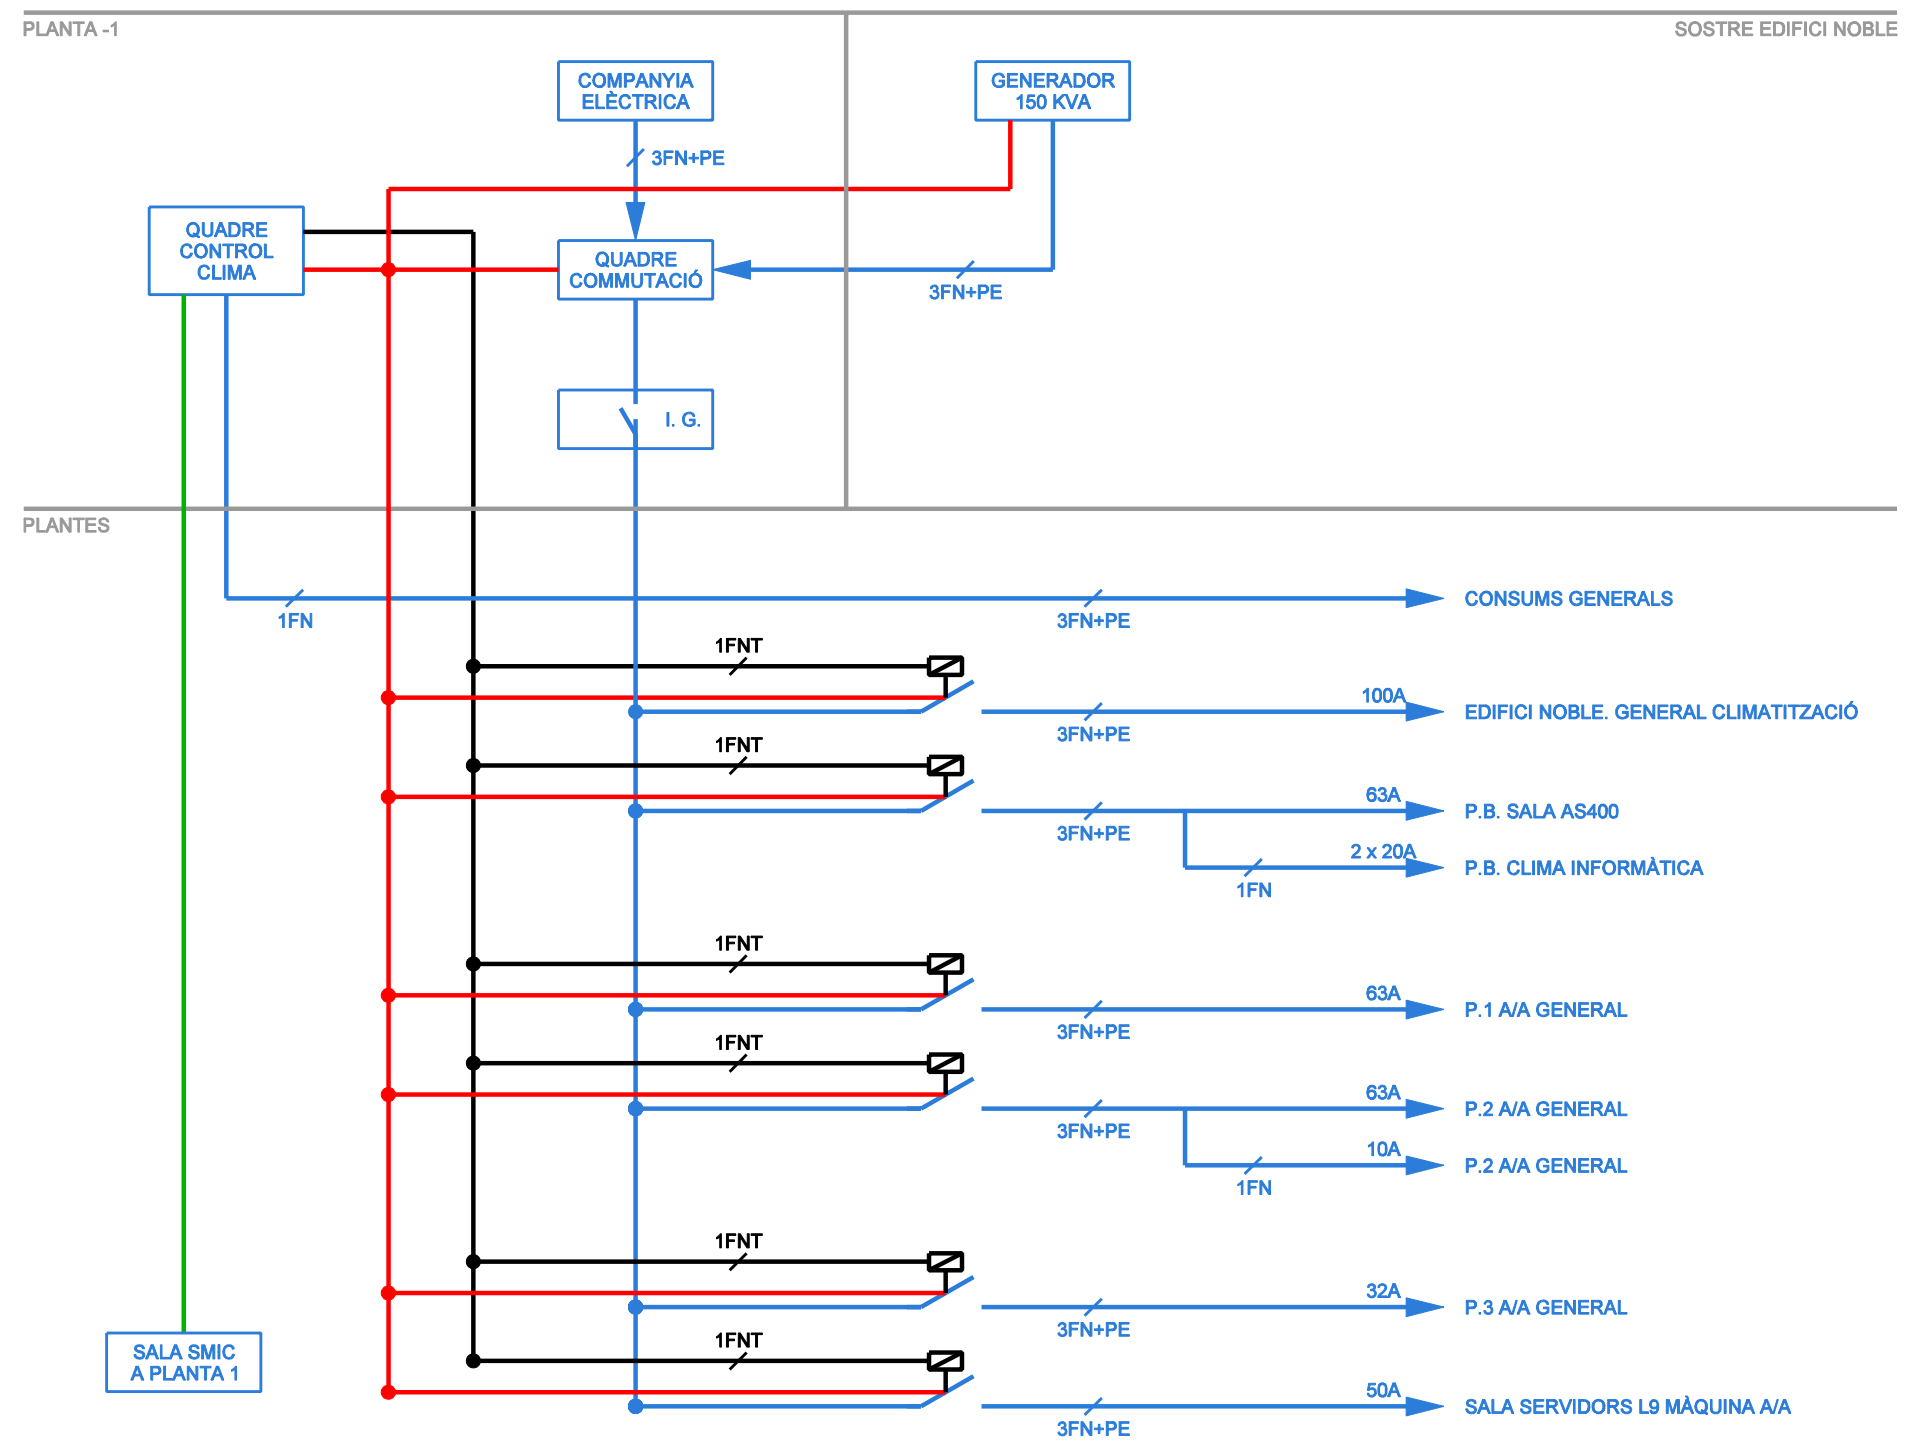 PLANTA -1
SOSTRE EDIFICI NOBLE
COMPANYIA
ELÈCTRICA
GENERADOR
150 KVA
3FN+PE
QUADRE
CONTROL
CLIMA
QUADRE
COMMUTACIÓ
3FN+PE
I. G.
PLANTES
1FN
3FN+PE
CONSUMS GENERALS
1FNT
100A
3FN+PE
EDIFICI NOBLE. GENERAL CLIMATITZACIÓ
1FNT
63A
3FN+PE
P.B. SALA AS400
2 x 20A
1FN
P.B. CLIMA INFORMÀTICA
1FNT
63A
3FN+PE
P.1 A/A GENERAL
1FNT
63A
3FN+PE
P.2 A/A GENERAL
10A
1FN
P.2 A/A GENERAL
1FNT
32A
3FN+PE
P.3 A/A GENERAL
SALA SMIC
A PLANTA 1
1FNT
50A
3FN+PE
SALA SERVIDORS L9 MÀQUINA A/A